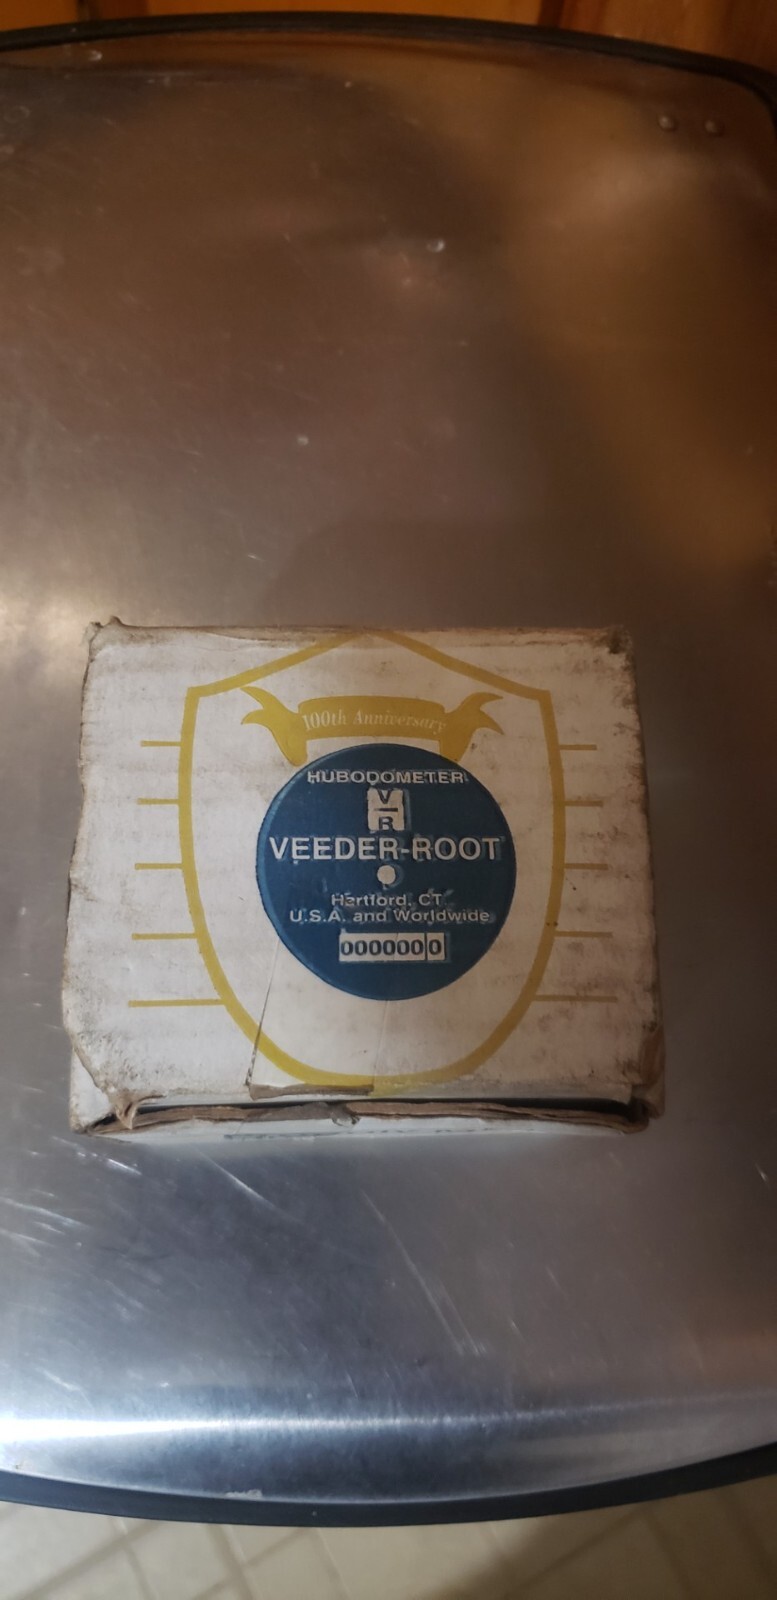 100th Anniversary
HUBODOMETER
V
R
VEEDER-ROOT
Hartford, CT
U.S.A. and Worldwide
0000000